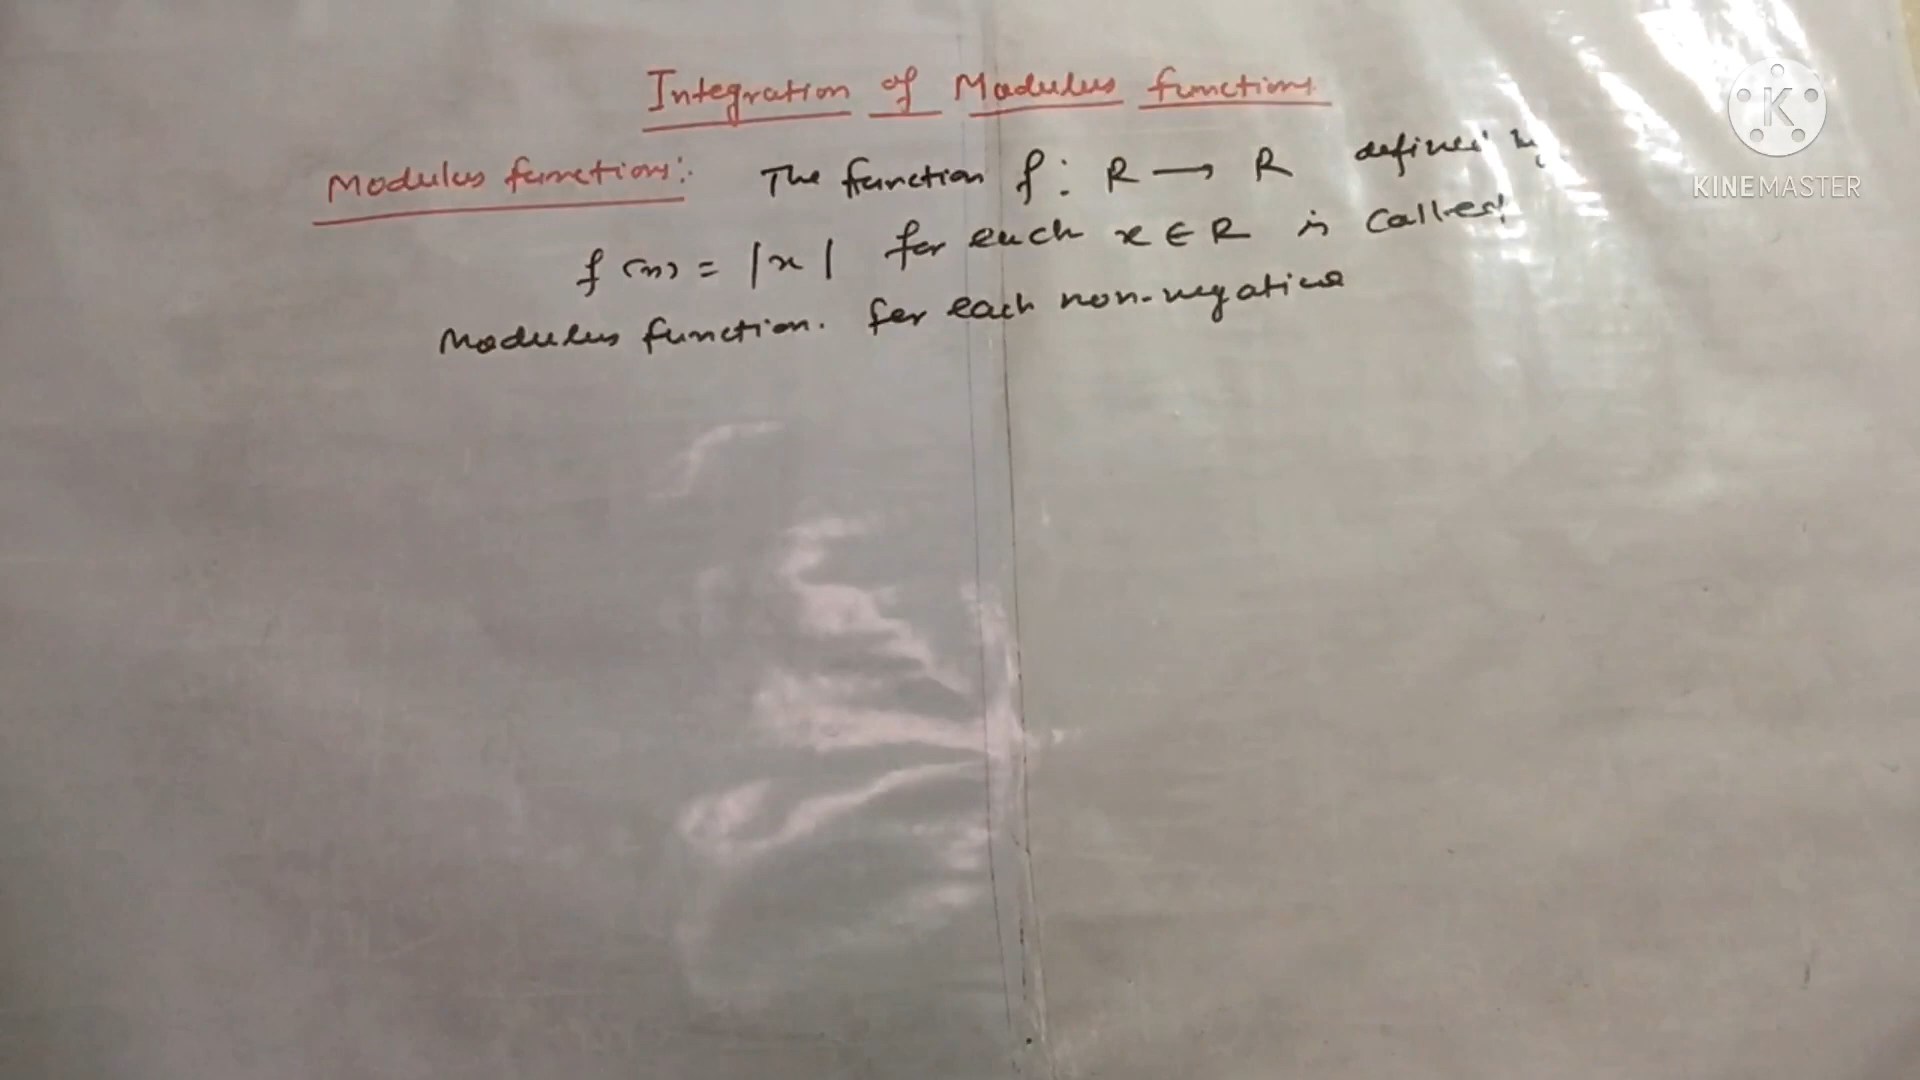 Integration of Modulus functions.
Modulus functions: The function f : R → R defined by
f(x) = |x| for each x ∈ R is called
Modulus function. for each non-negative
K
KINEMASTER